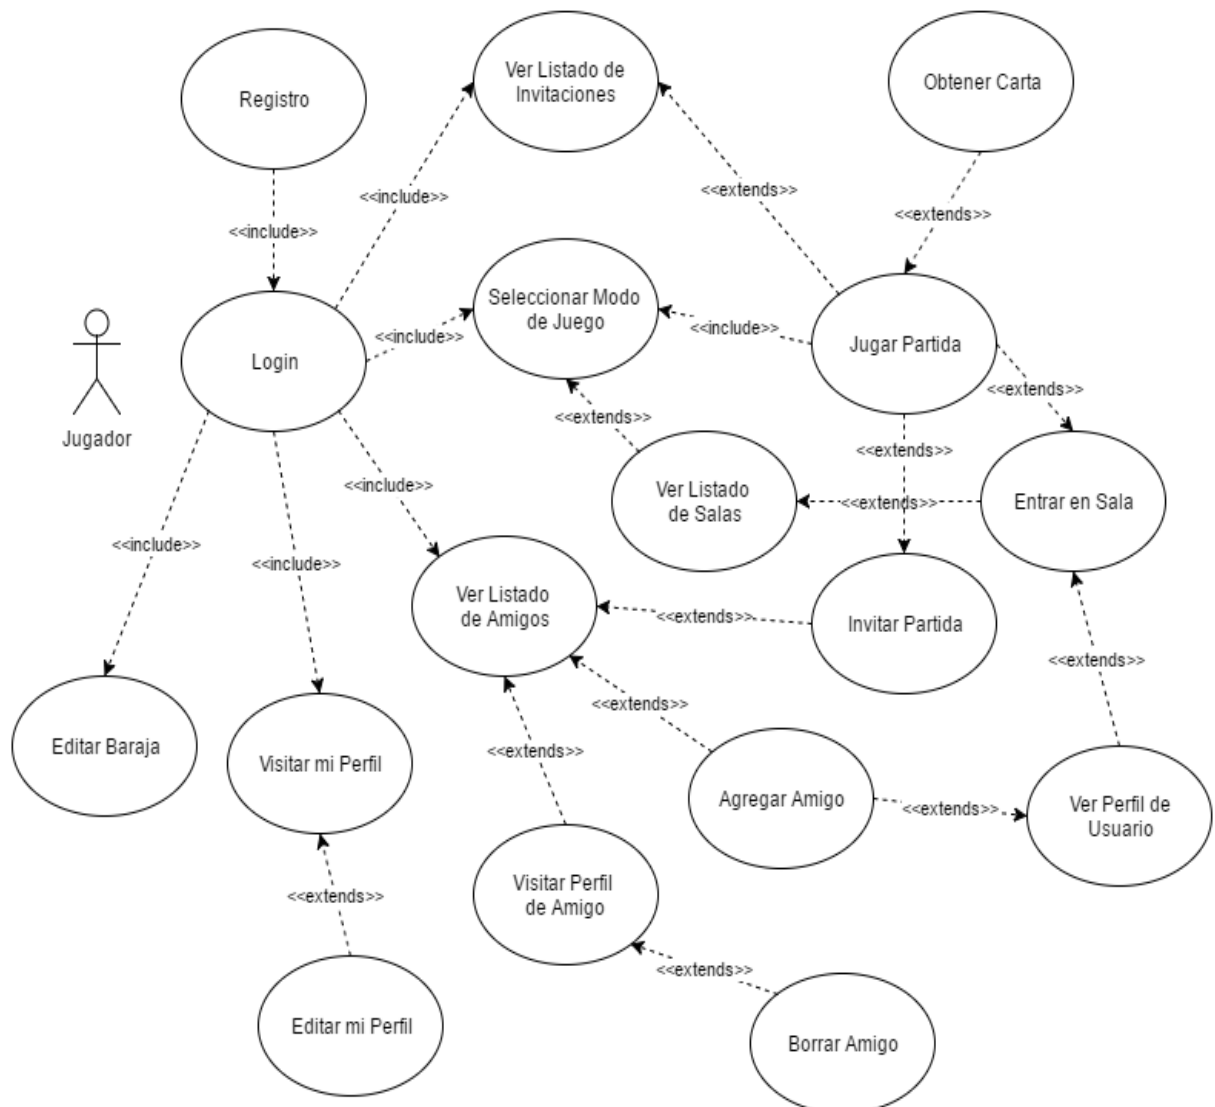 Ver Listado de
Invitaciones
Obtener Carta
Registro
<<extends>>
<<include>>
<<extends>>
<<include>>
Seleccionar Modo
de Juego
<<include>>
<<include>>
Jugar Partida
Login
<<extends>>
<<extends>>
Jugador
<<extends>>
<<include>>
Ver Listado
de Salas
<<extends>>
Entrar en Sala
<<include>>
<<include>>
Ver Listado
de Amigos
<<extends>>
Invitar Partida
<<extends>>
<<extends>>
Editar Baraja
<<extends>>
Visitar mi Perfil
Agregar Amigo
<<extends>>
Ver Perfil de
Usuario
<<extends>>
Visitar Perfil
de Amigo
<<extends>>
Editar mi Perfil
Borrar Amigo